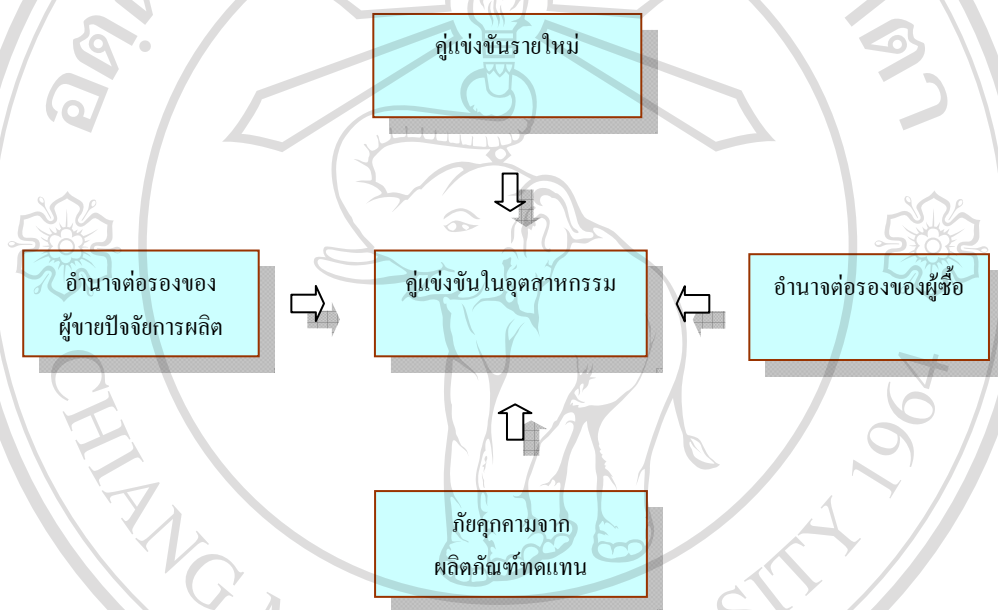 คู่แข่งขันรายใหม่
อำนาจต่อรองของ
ผู้ขายปัจจัยการผลิต
คู่แข่งขันในอุตสาหกรรม
อำนาจต่อรองของผู้ซื้อ
ภัยคุกคามจาก
ผลิตภัณฑ์ทดแทน
CHIANG
1964